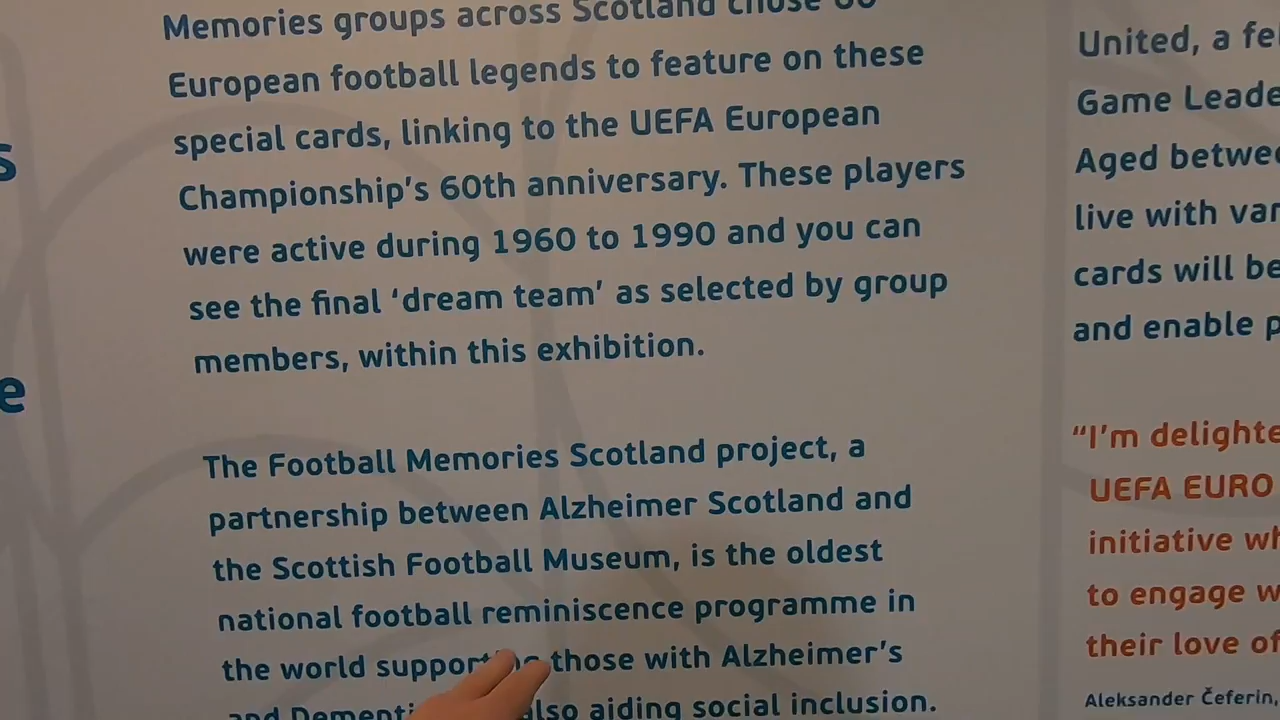 Memories groups across Scotland chose 60
European football legends to feature on these
special cards, linking to the UEFA European
Championship's 60th anniversary. These players
were active during 1960 to 1990 and you can
see the final 'dream team' as selected by group
members, within this exhibition.
The Football Memories Scotland project, a
partnership between Alzheimer Scotland and
the Scottish Football Museum, is the oldest
national football reminiscence programme in
the world those with Alzheimer's
and also aiding social inclusion.
United, a
Game
Aged
live with
cards will be
and enable
"I'm
UEFA EURO
initiative
to engage
their love of
Aleksander Čeferin,
s
e